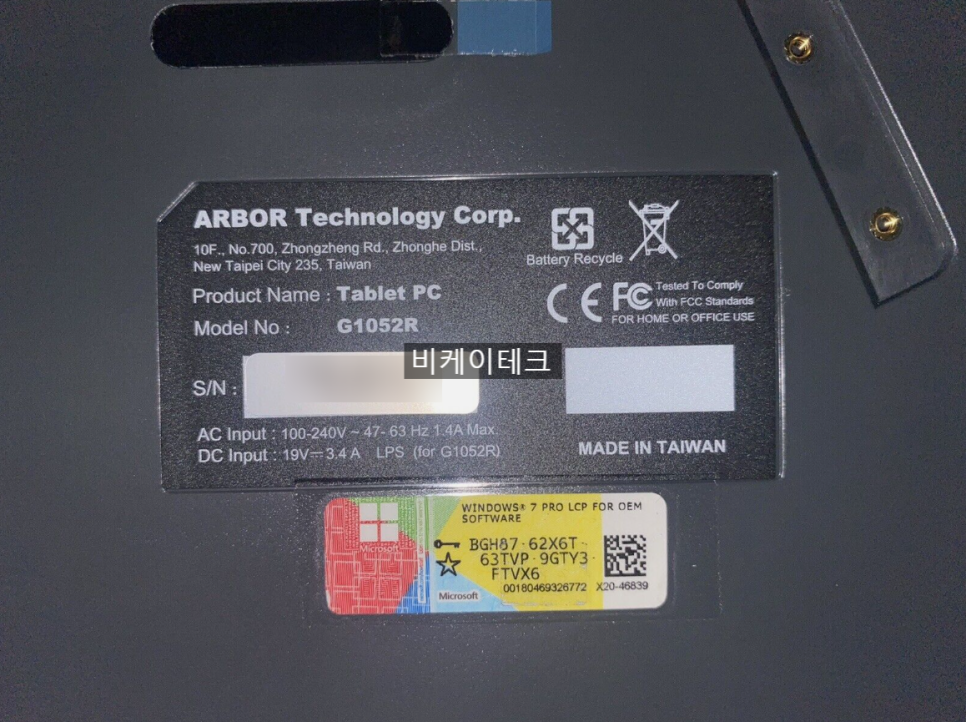 ARBOR Technology Corp.
10F., No.700, Zhongzheng Rd., Zhonghe Dist.,
New Taipei City 235, Taiwan
Battery Recycle
Product Name : Tablet PC
Tested To Comply
With FCC Standards
FOR HOME OR OFFICE USE
CE FC
Model No : G1052R
비케이테크
S/N :
AC Input : 100-240V ~ 47- 63 Hz 1.4A Max.
DC Input : 19V⎓3.4 A LPS (for G1052R)
MADE IN TAIWAN
WINDOWS® 7 PRO LCP FOR OEM
SOFTWARE
Microsoft
BGH87-62X6T-
63TVP-9GTY3-
FTVX6
00180469326772 X20-46839
Microsoft